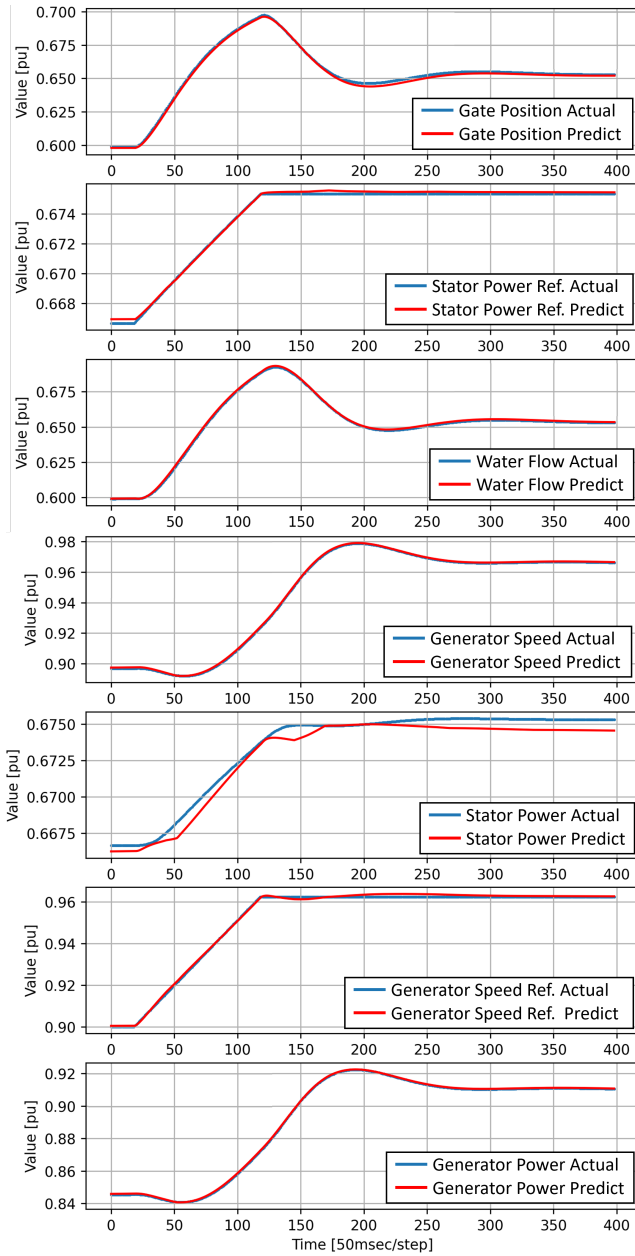 0.700
0.675
0.650
0.625
0.600
Value [pu]
Gate Position Actual
Gate Position Predict
0 50 100 150 200 250 300 350 400
0.674
0.672
0.670
0.668
Value [pu]
Stator Power Ref. Actual
Stator Power Ref. Predict
0 50 100 150 200 250 300 350 400
0.675
0.650
0.625
0.600
Value [pu]
Water Flow Actual
Water Flow Predict
0 50 100 150 200 250 300 350 400
0.98
0.96
0.94
0.92
0.90
Value [pu]
Generator Speed Actual
Generator Speed Predict
0 50 100 150 200 250 300 350 400
0.6750
0.6725
0.6700
0.6675
Value [pu]
Stator Power Actual
Stator Power Predict
0 50 100 150 200 250 300 350 400
0.96
0.94
0.92
0.90
Value [pu]
Generator Speed Ref. Actual
Generator Speed Ref. Predict
0 50 100 150 200 250 300 350 400
0.92
0.90
0.88
0.86
0.84
Value [pu]
Generator Power Actual
Generator Power Predict
0 50 100 150 200 250 300 350 400
Time [50msec/step]